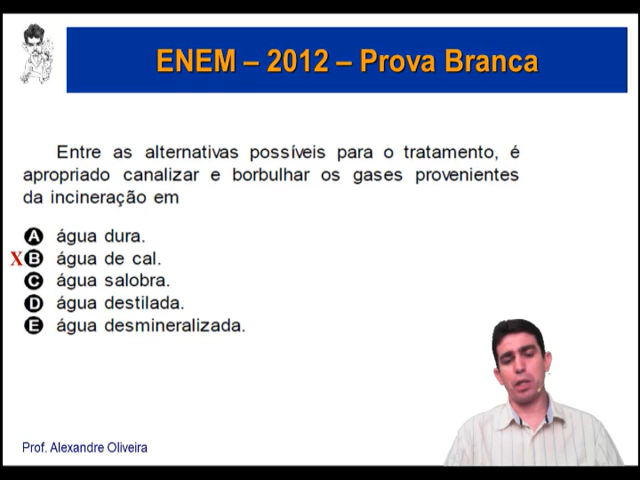 ENEM – 2012 – Prova Branca
Entre as alternativas possíveis para o tratamento, é
apropriado canalizar e borbulhar os gases provenientes
da incineração em
A água dura.
X B água de cal.
C água salobra.
D água destilada.
E água desmineralizada.
Prof. Alexandre Oliveira